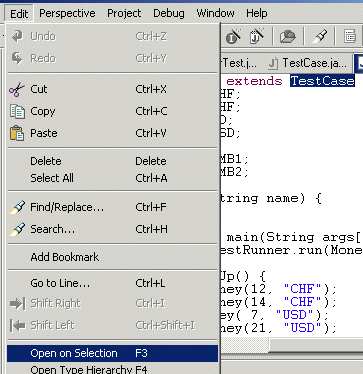 Edit Perspective Project Debug Window Help
Undo Ctrl+Z
Redo Ctrl+Y
Cut Ctrl+X
Copy Ctrl+C
Paste Ctrl+V
Delete Delete
Select All Ctrl+A
Find/Replace... Ctrl+F
Search... Ctrl+H
Add Bookmark
Go to Line... Ctrl+L
Shift Right Ctrl+I
Shift Left Ctrl+Shift+I
Open on Selection F3
Open Type Hierarchy F4
Test.j... TestCase.ja...
extends TestCase
HF;
HF;
D;
SD;
MB1;
MB2;
tring name) {
main(String args[
estRunner.run(Mone
Up() {
ney(12, "CHF");
ney(14, "CHF");
ney( 7, "USD");
ney(21, "USD");